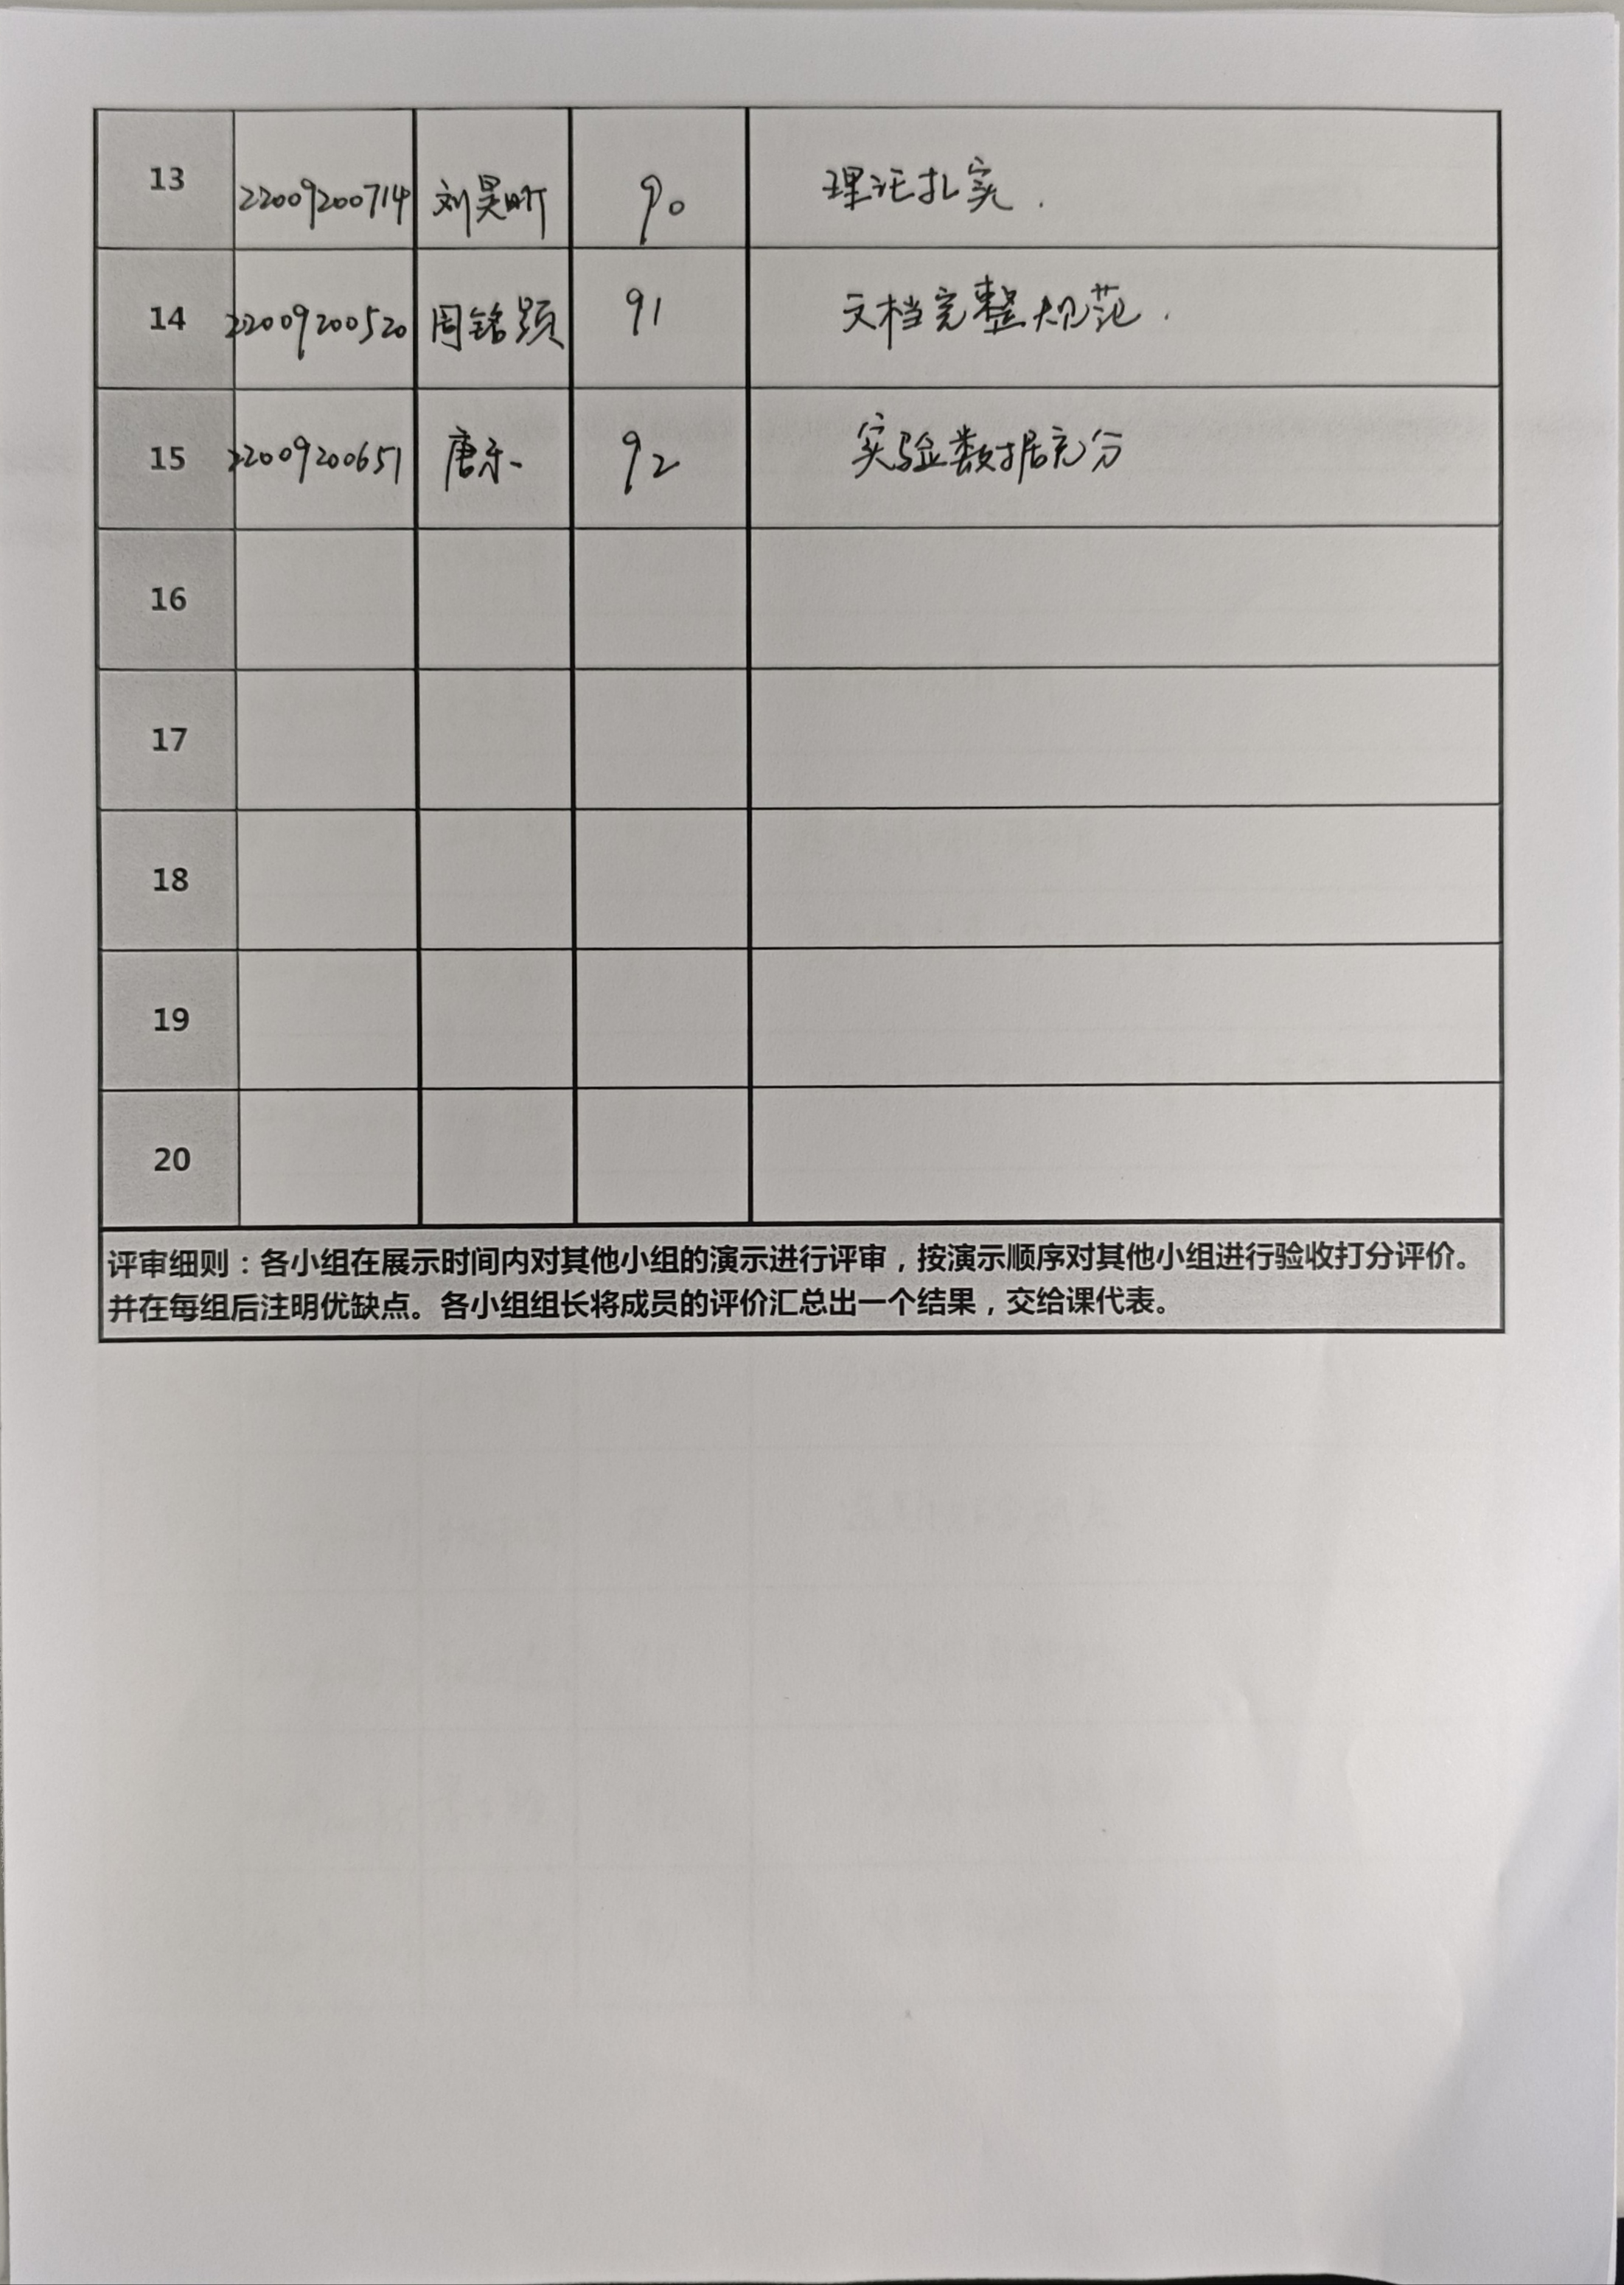 13 22009200714 刘昊昕 90 理论扎实.
14 22009200520 周铭颢 91 文档完整规范.
15 22009200651 唐乐一 92 实验数据充分
16
17
18
19
20
评审细则：各小组在展示时间内对其他小组的演示进行评审，按演示顺序对其他小组进行验收打分评价。
并在每组后注明优缺点。各小组组长将成员的评价汇总出一个结果，交给课代表。